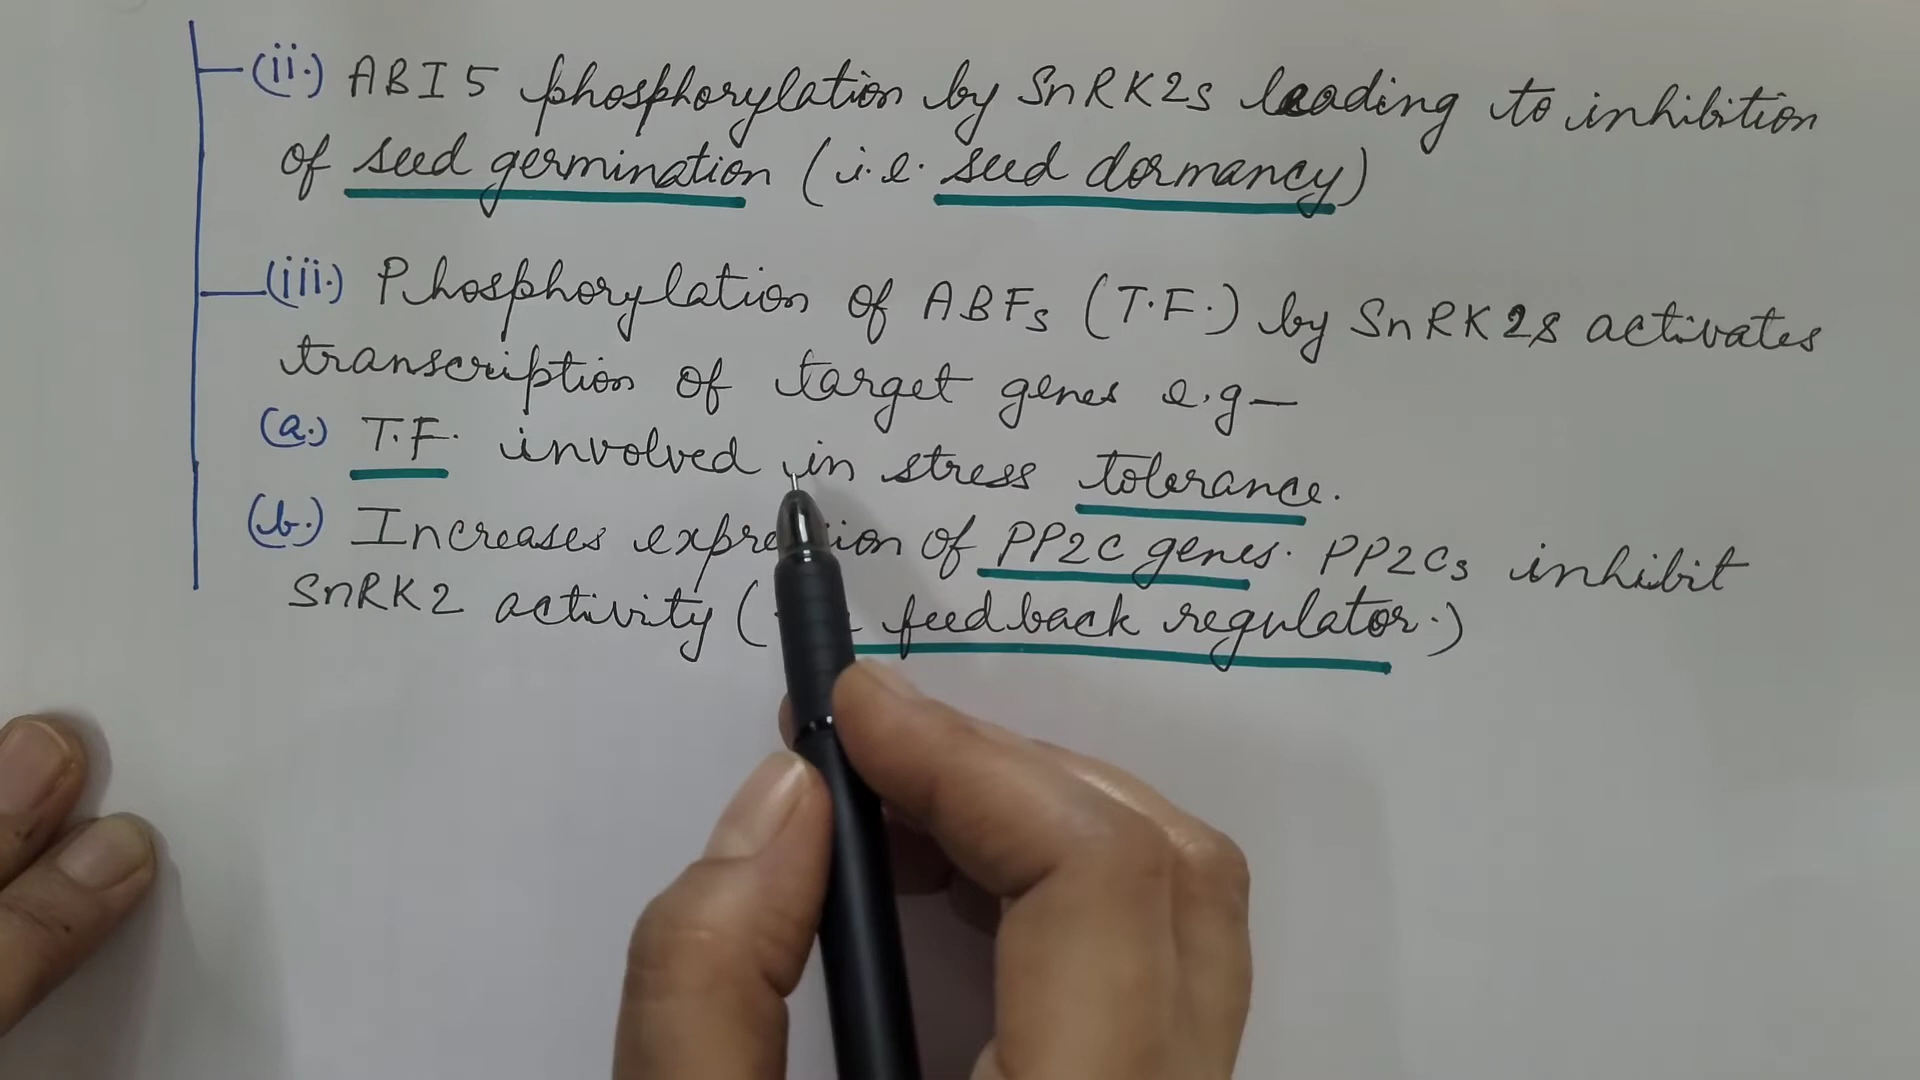 (ii.) ABI5 phosphorylation by SnRK2s leading to inhibition
of seed germination (i.e. seed dormancy)
(iii.) Phosphorylation of ABFs (T.F.) by SnRK2s activates
transcription of target genes e.g—
(a.) T.F. involved in stress tolerance.
(b.) Increases of PP2C genes. PP2Cs inhibit
SnRK2 activity ( feedback regulator.)